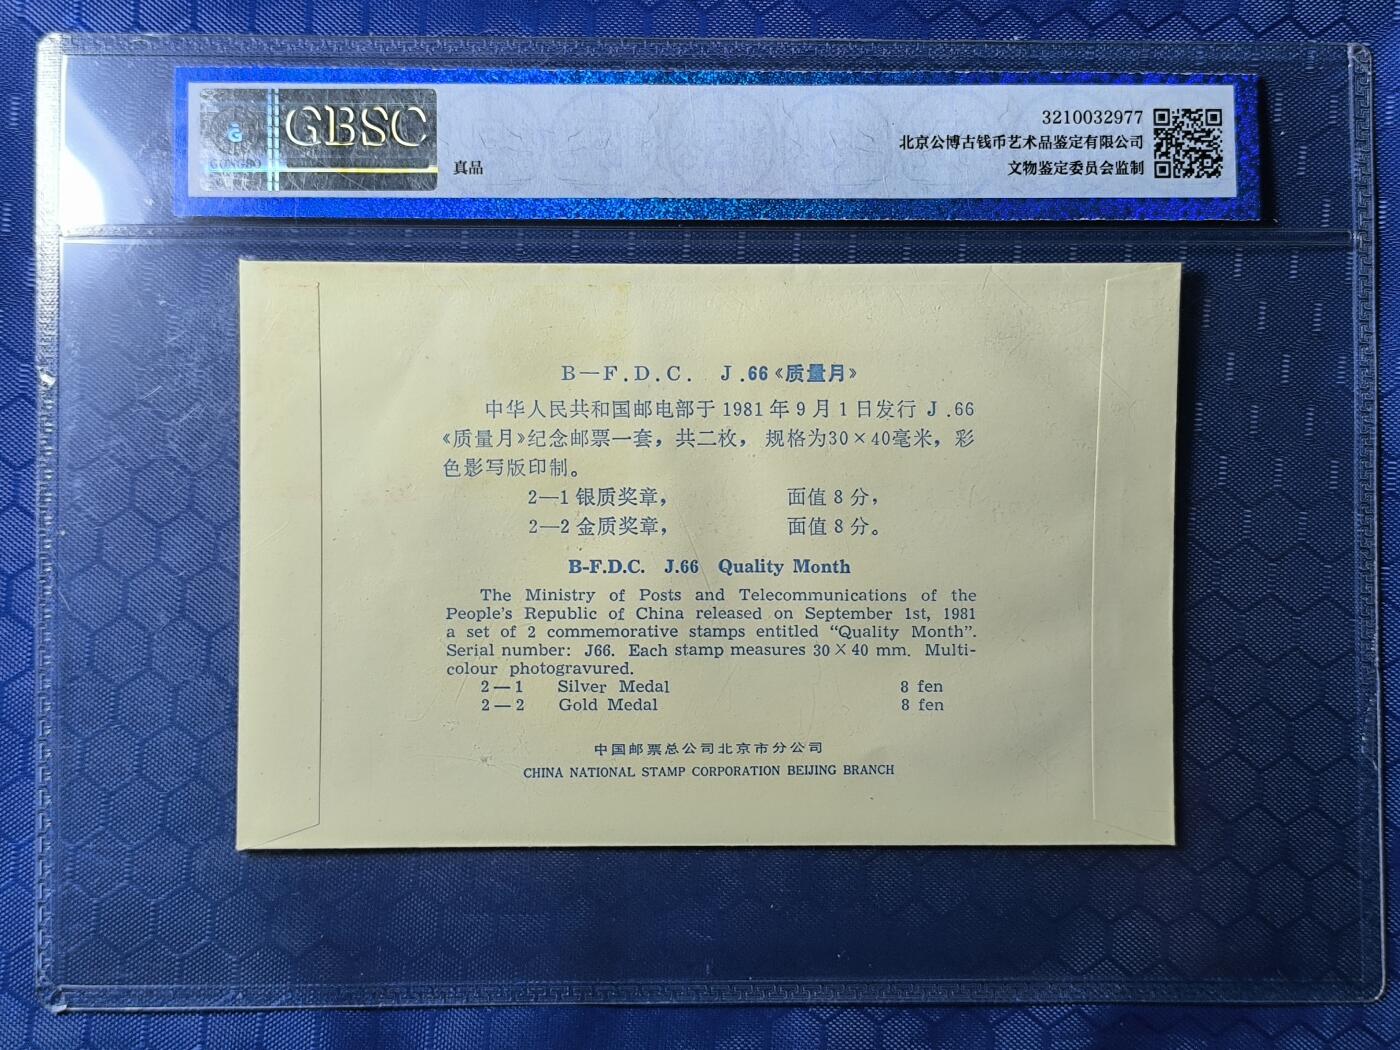 GBSC
GONGBO
真品
3210032977
北京公博古钱币艺术品鉴定有限公司
文物鉴定委员会监制
B—F.D.C. J.66《质量月》
中华人民共和国邮电部于1981年9月1日发行 J.66
《质量月》纪念邮票一套，共二枚，规格为30×40毫米，彩
色影写版印制。
2—1 银质奖章， 面值 8 分，
2—2 金质奖章， 面值 8 分。
B-F.D.C. J.66 Quality Month
The Ministry of Posts and Telecommunications of the
People's Republic of China released on September 1st, 1981
a set of 2 commemorative stamps entitled “Quality Month”.
Serial number: J66. Each stamp measures 30×40 mm. Multi-
colour photogravured.
2—1 Silver Medal 8 fen
2—2 Gold Medal 8 fen
中国邮票总公司北京市分公司
CHINA NATIONAL STAMP CORPORATION BEIJING BRANCH